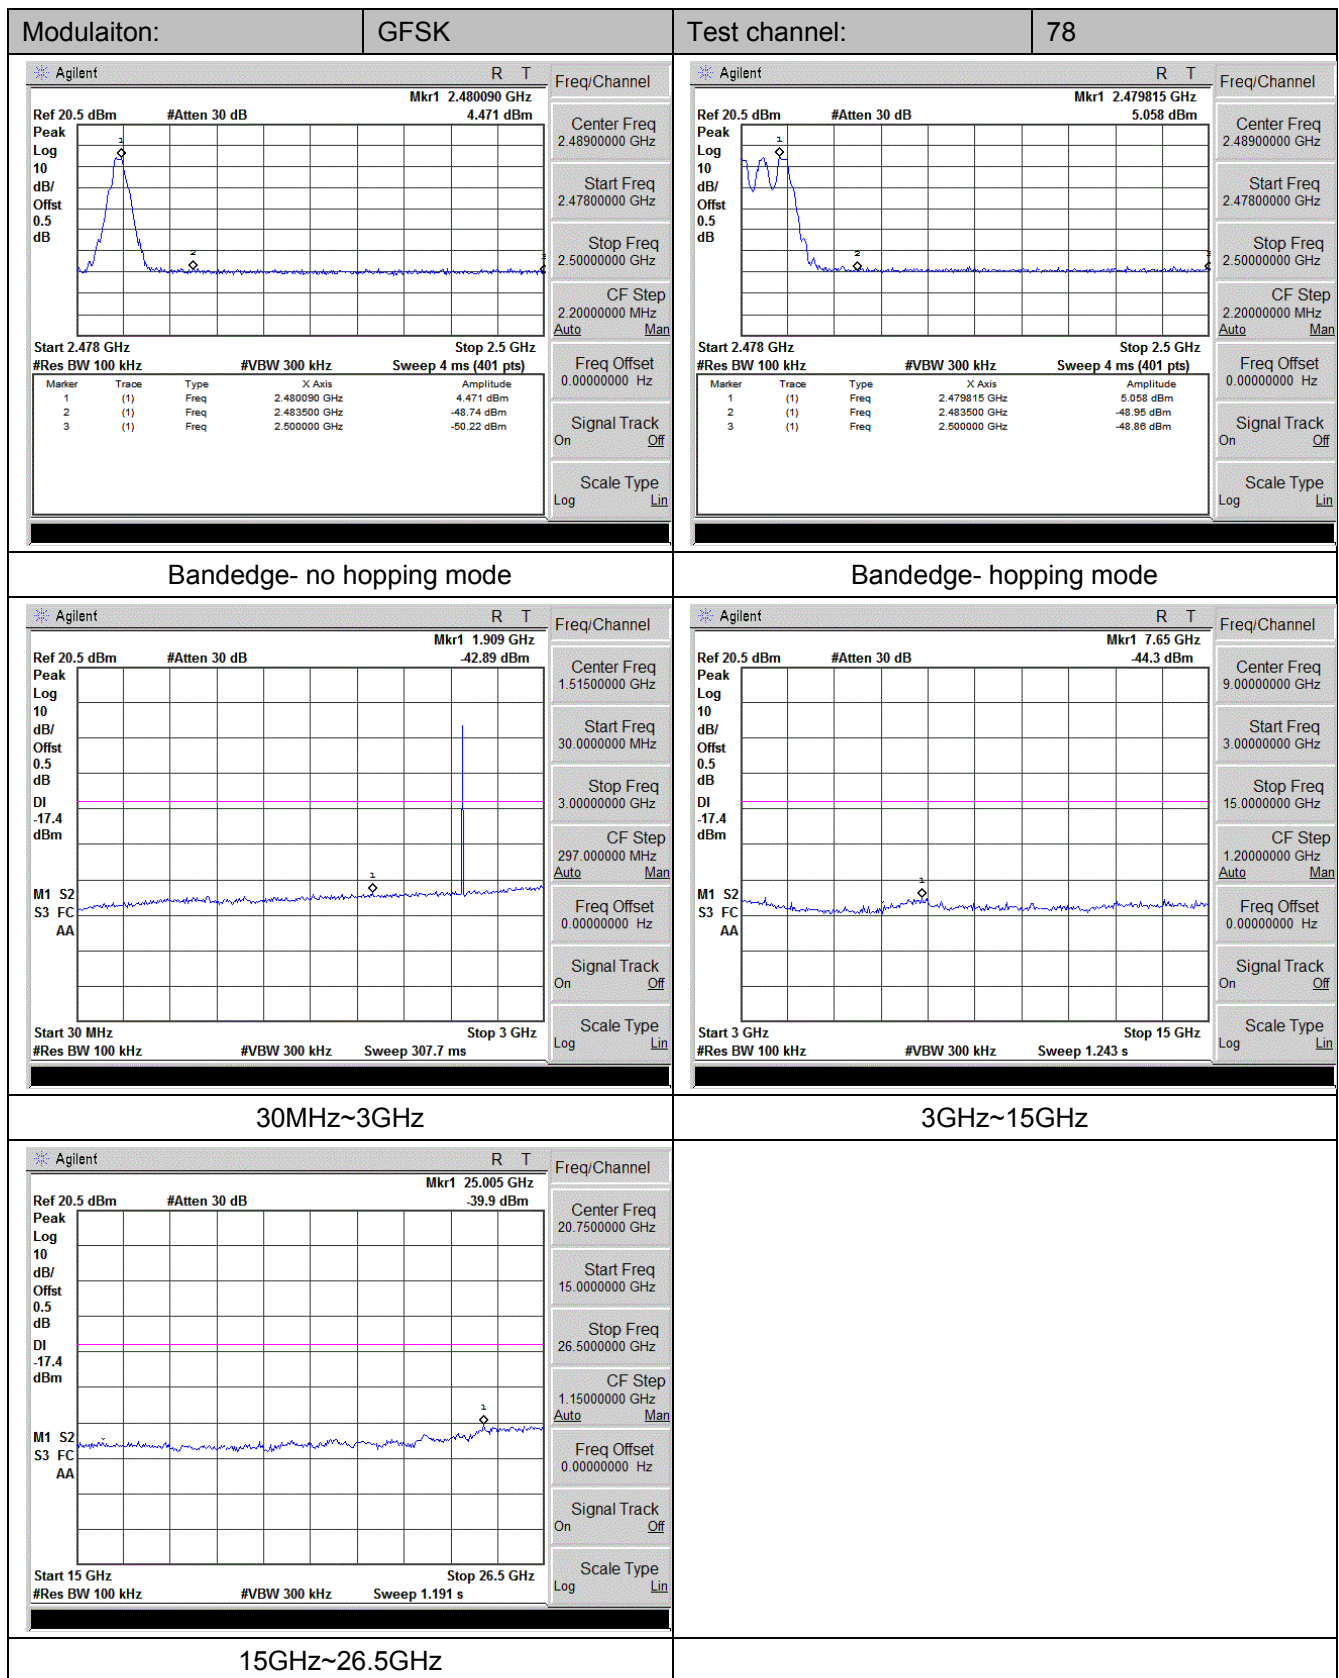 Modulaiton: GFSK Test channel: 78
Agilent R T Freq/Channel
Mkr1 2.480090 GHz
Ref 20.5 dBm #Atten 30 dB 4.471 dBm
Peak
Log
10
dB/
Offst
0.5
dB
1
2
Center Freq
2.48900000 GHz
Start Freq
2.47800000 GHz
Stop Freq
2.50000000 GHz
CF Step
2.20000000 MHz
Auto Man
Freq Offset
0.00000000 Hz
Signal Track
On Off
Scale Type
Log Lin
Start 2.478 GHz Stop 2.5 GHz
#Res BW 100 kHz #VBW 300 kHz Sweep 4 ms (401 pts)
Marker Trace Type X Axis Amplitude
1 (1) Freq 2.480090 GHz 4.471 dBm
2 (1) Freq 2.483500 GHz -48.74 dBm
3 (1) Freq 2.500000 GHz -50.22 dBm
Agilent R T Freq/Channel
Mkr1 2.479815 GHz
Ref 20.5 dBm #Atten 30 dB 5.058 dBm
Peak
Log
10
dB/
Offst
0.5
dB
1
2
Center Freq
2.48900000 GHz
Start Freq
2.47800000 GHz
Stop Freq
2.50000000 GHz
CF Step
2.20000000 MHz
Auto Man
Freq Offset
0.00000000 Hz
Signal Track
On Off
Scale Type
Log Lin
Start 2.478 GHz Stop 2.5 GHz
#Res BW 100 kHz #VBW 300 kHz Sweep 4 ms (401 pts)
Marker Trace Type X Axis Amplitude
1 (1) Freq 2.479815 GHz 5.058 dBm
2 (1) Freq 2.483500 GHz -48.95 dBm
3 (1) Freq 2.500000 GHz -48.86 dBm
Bandedge- no hopping mode Bandedge- hopping mode
Agilent R T Freq/Channel
Mkr1 1.909 GHz
Ref 20.5 dBm #Atten 30 dB -42.89 dBm
Peak
Log
10
dB/
Offst
0.5
dB
DI
-17.4
dBm
1
M1 S2
S3 FC
AA
Center Freq
1.51500000 GHz
Start Freq
30.0000000 MHz
Stop Freq
3.00000000 GHz
CF Step
297.000000 MHz
Auto Man
Freq Offset
0.00000000 Hz
Signal Track
On Off
Scale Type
Log Lin
Start 30 MHz Stop 3 GHz
#Res BW 100 kHz #VBW 300 kHz Sweep 307.7 ms
Agilent R T Freq/Channel
Mkr1 7.65 GHz
Ref 20.5 dBm #Atten 30 dB -44.3 dBm
Peak
Log
10
dB/
Offst
0.5
dB
DI
-17.4
dBm
1
M1 S2
S3 FC
AA
Center Freq
9.00000000 GHz
Start Freq
3.00000000 GHz
Stop Freq
15.0000000 GHz
CF Step
1.20000000 GHz
Auto Man
Freq Offset
0.00000000 Hz
Signal Track
On Off
Scale Type
Log Lin
Start 3 GHz Stop 15 GHz
#Res BW 100 kHz #VBW 300 kHz Sweep 1.243 s
30MHz~3GHz 3GHz~15GHz
Agilent R T Freq/Channel
Mkr1 25.005 GHz
Ref 20.5 dBm #Atten 30 dB -39.9 dBm
Peak
Log
10
dB/
Offst
0.5
dB
DI
-17.4
dBm
1
M1 S2
S3 FC
AA
Center Freq
20.7500000 GHz
Start Freq
15.0000000 GHz
Stop Freq
26.5000000 GHz
CF Step
1.15000000 GHz
Auto Man
Freq Offset
0.00000000 Hz
Signal Track
On Off
Scale Type
Log Lin
Start 15 GHz Stop 26.5 GHz
#Res BW 100 kHz #VBW 300 kHz Sweep 1.191 s
15GHz~26.5GHz